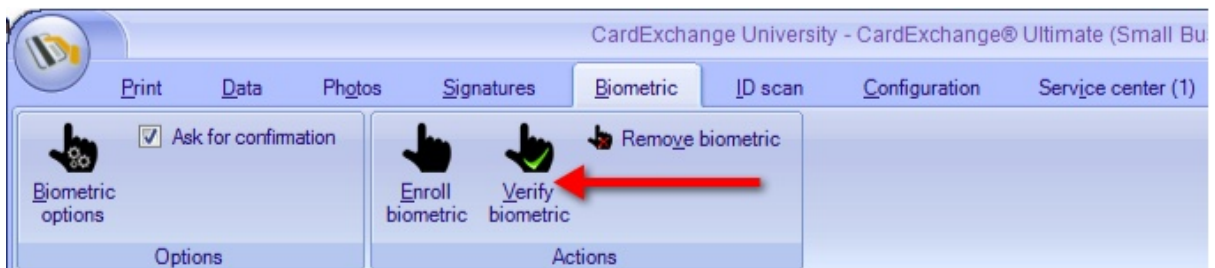 CardExchange University - CardExchange® Ultimate (Small Bu
Print Data Photos Signatures Biometric ID scan Configuration Service center (1)
Ask for confirmation
Biometric
options
Options
Enroll
biometric
Verify
biometric
Remove biometric
Actions